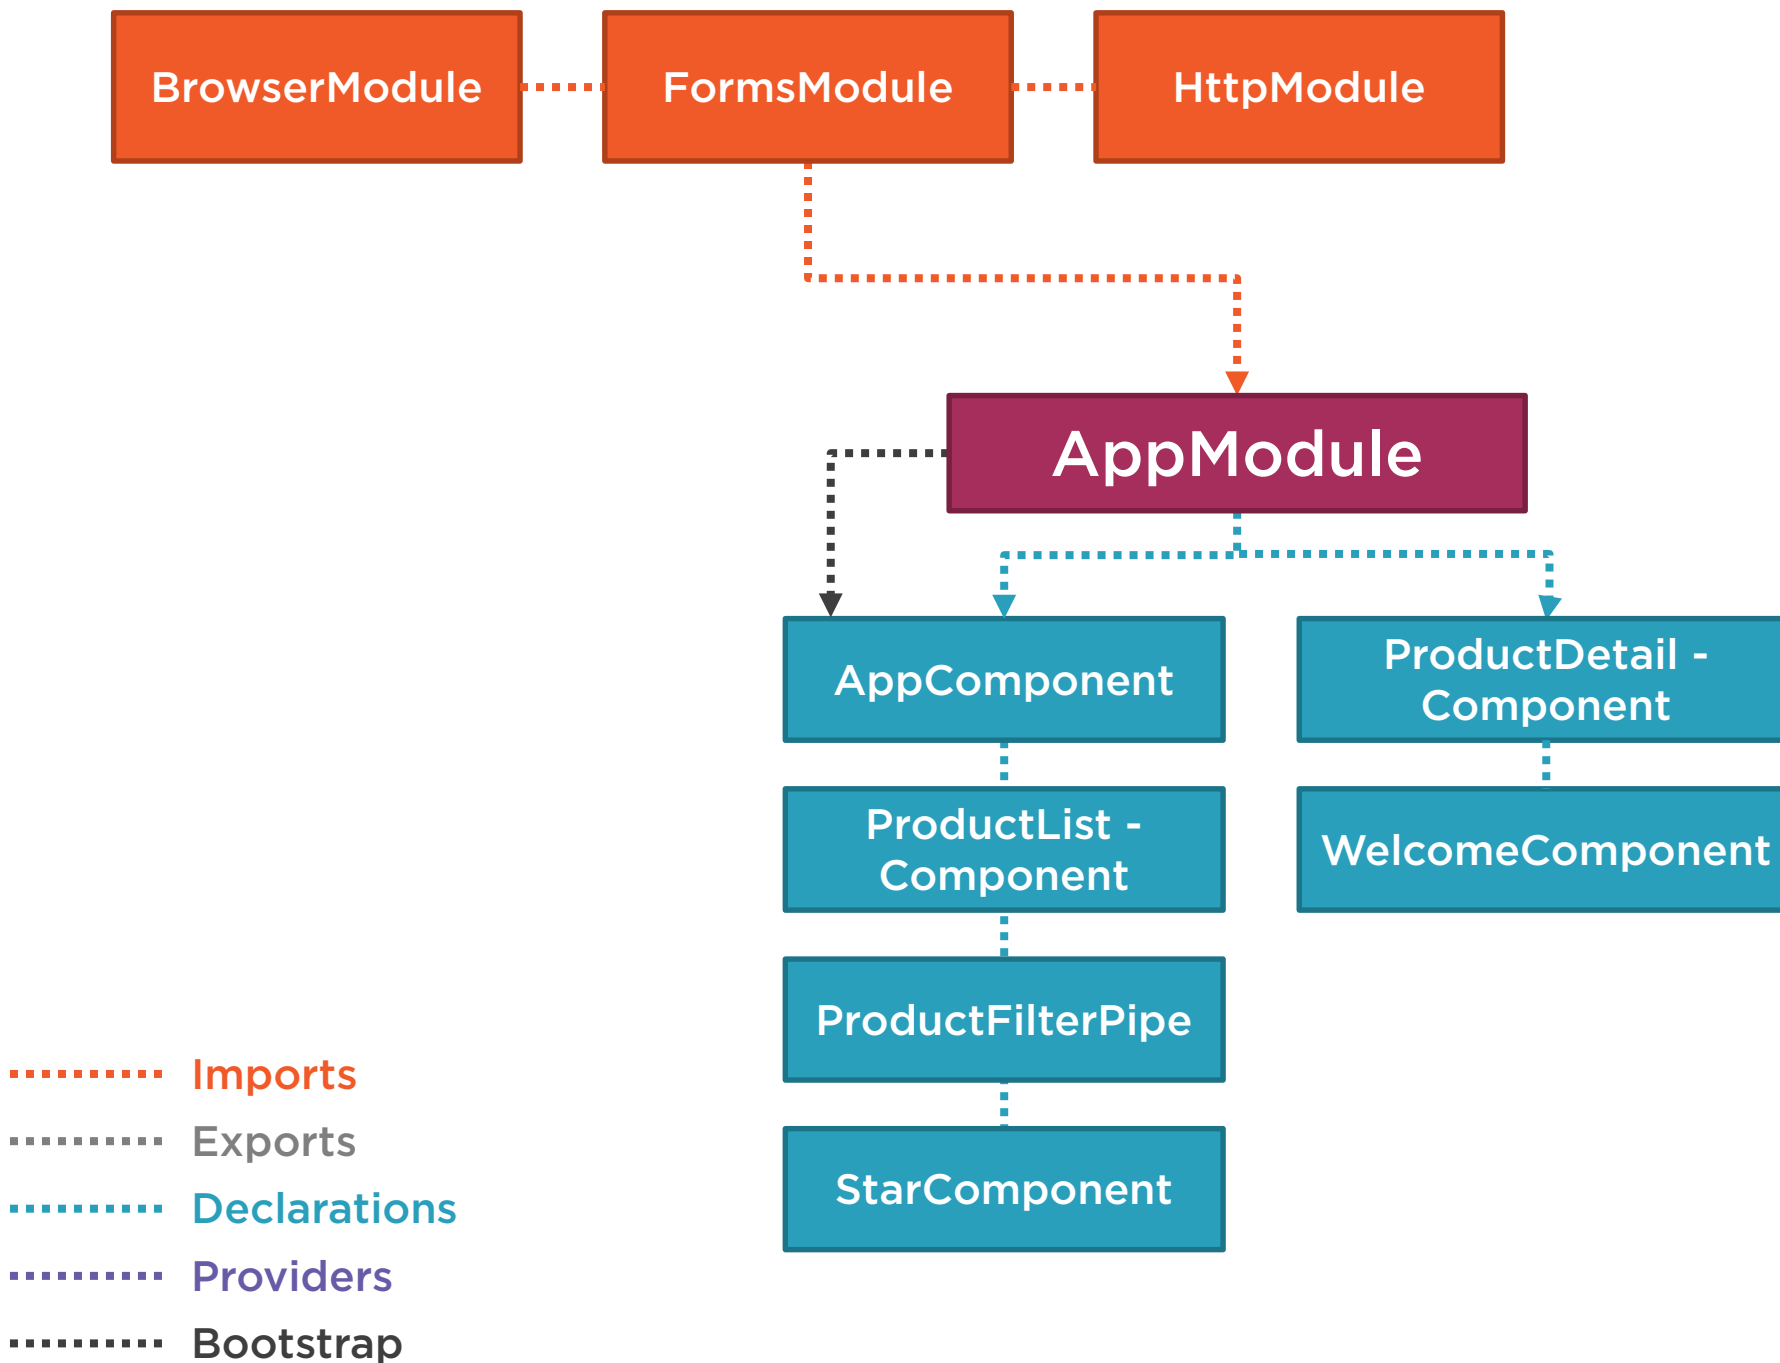 BrowserModule
FormsModule
HttpModule
AppModule
AppComponent
ProductDetail -
Component
ProductList -
Component
WelcomeComponent
ProductFilterPipe
StarComponent
Imports
Exports
Declarations
Providers
Bootstrap